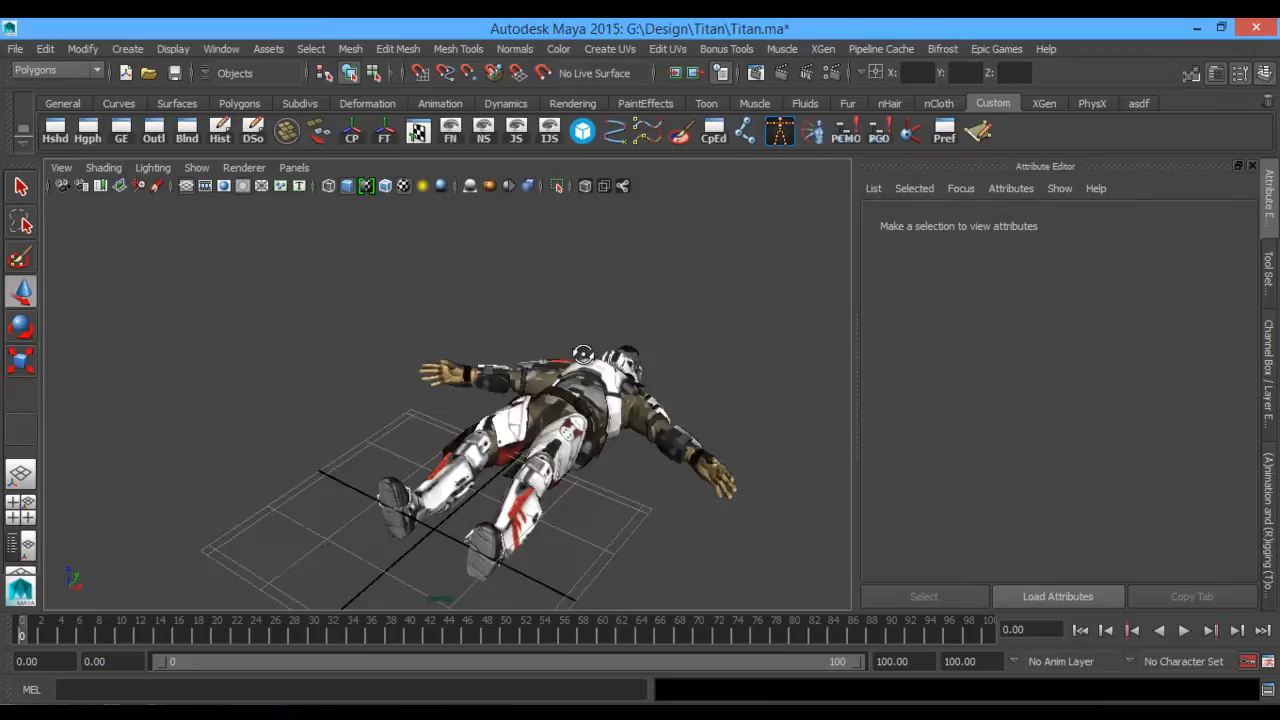 Autodesk Maya 2015: G:\Design\Titan\Titan.ma*
File Edit Modify Create Display Window Assets Select Mesh Edit Mesh Mesh Tools Normals Color Create UVs Edit UVs Bonus Tools Muscle XGen Pipeline Cache Bifrost Epic Games Help
Polygons Objects No Live Surface X: Y: Z:
General Curves Surfaces Polygons Subdivs Deformation Animation Dynamics Rendering PaintEffects Toon Muscle Fluids Fur nHair nCloth Custom XGen PhysX asdf
Hshd Hgph GE Outl Blnd Hist DSo CP FT FN NS JS IJS CpEd PEMO PGO Pref
View Shading Lighting Show Renderer Panels
Attribute Editor
List Selected Focus Attributes Show Help
Make a selection to view attributes
Attribute E...
Tool Set...
Channel Box / Layer E...
(A)nimation and (R)igging (T)o...
Select Load Attributes Copy Tab
0 2 4 6 8 10 12 14 16 18 20 22 24 26 28 30 32 34 36 38 40 42 44 46 48 50 52 54 56 58 60 62 64 66 68 70 72 74 76 78 80 82 84 86 88 90 92 94 96 98 100
0
0.00
0.00 0.00 0 100 100.00 100.00 No Anim Layer No Character Set
MEL